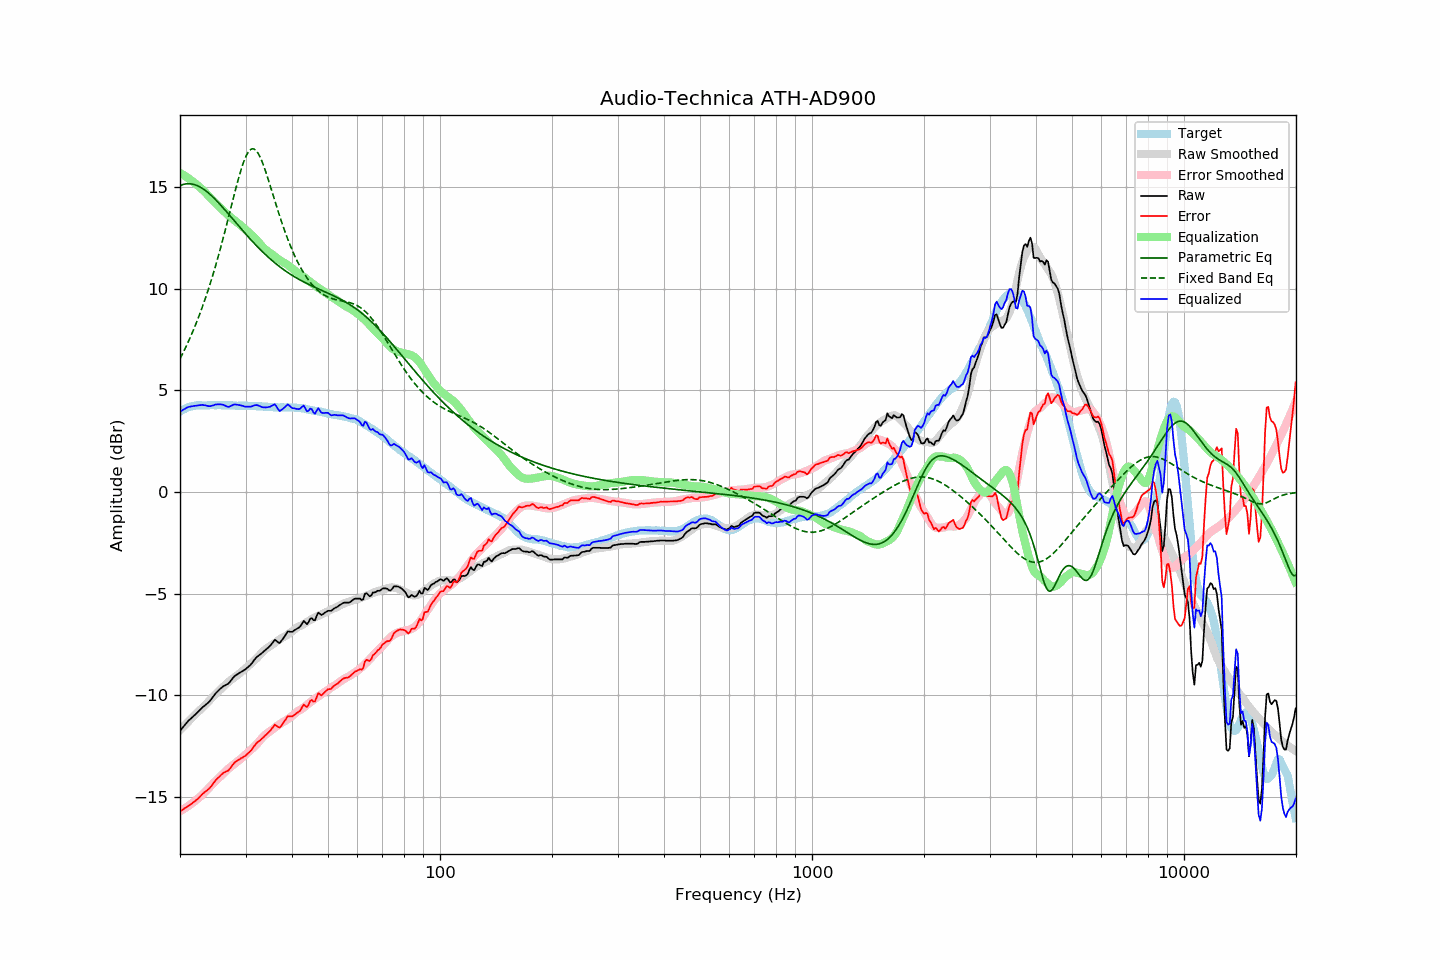 Audio-Technica ATH-AD900
Target
Raw Smoothed
Error Smoothed
Raw
Error
Equalization
Parametric Eq
Fixed Band Eq
Equalized
Amplitude (dBr)
15
10
5
0
−5
−10
−15
100
1000
10000
Frequency (Hz)